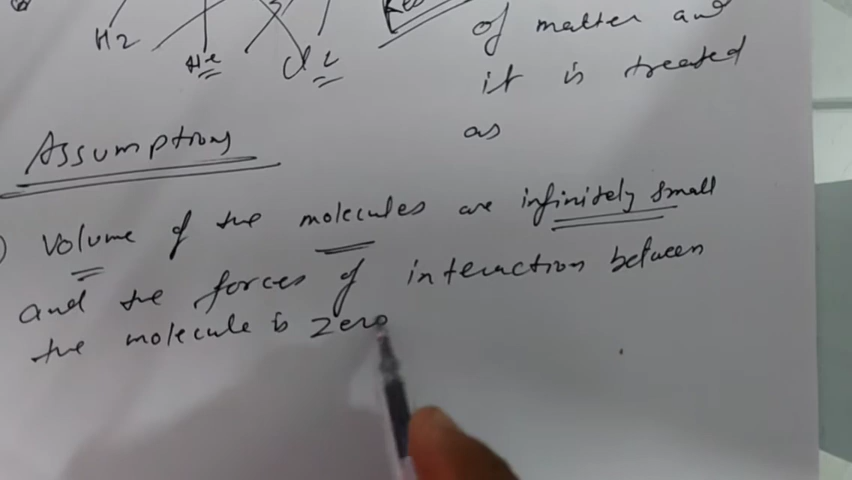 of matter and
H2
He
Cl2
it is treated
as
Assumptions
) Volume of the molecules are infinitely small
and the forces of interaction between
the molecule is zero